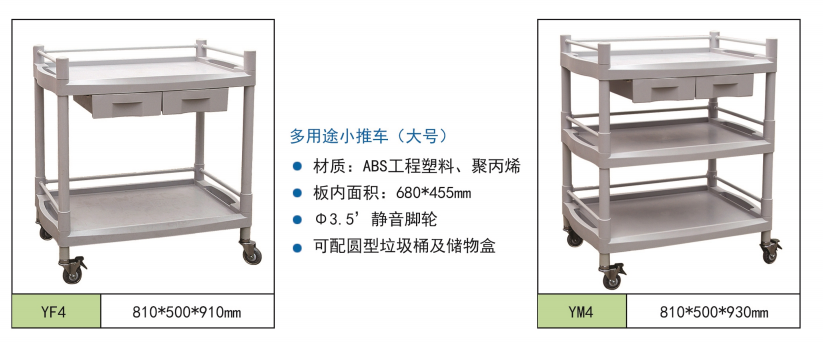 多用途小推车（大号）
● 材质：ABS工程塑料、聚丙烯
● 板内面积：680*455mm
● Φ3.5’静音脚轮
● 可配圆型垃圾桶及储物盒
YF4 810*500*910mm
YM4 810*500*930mm